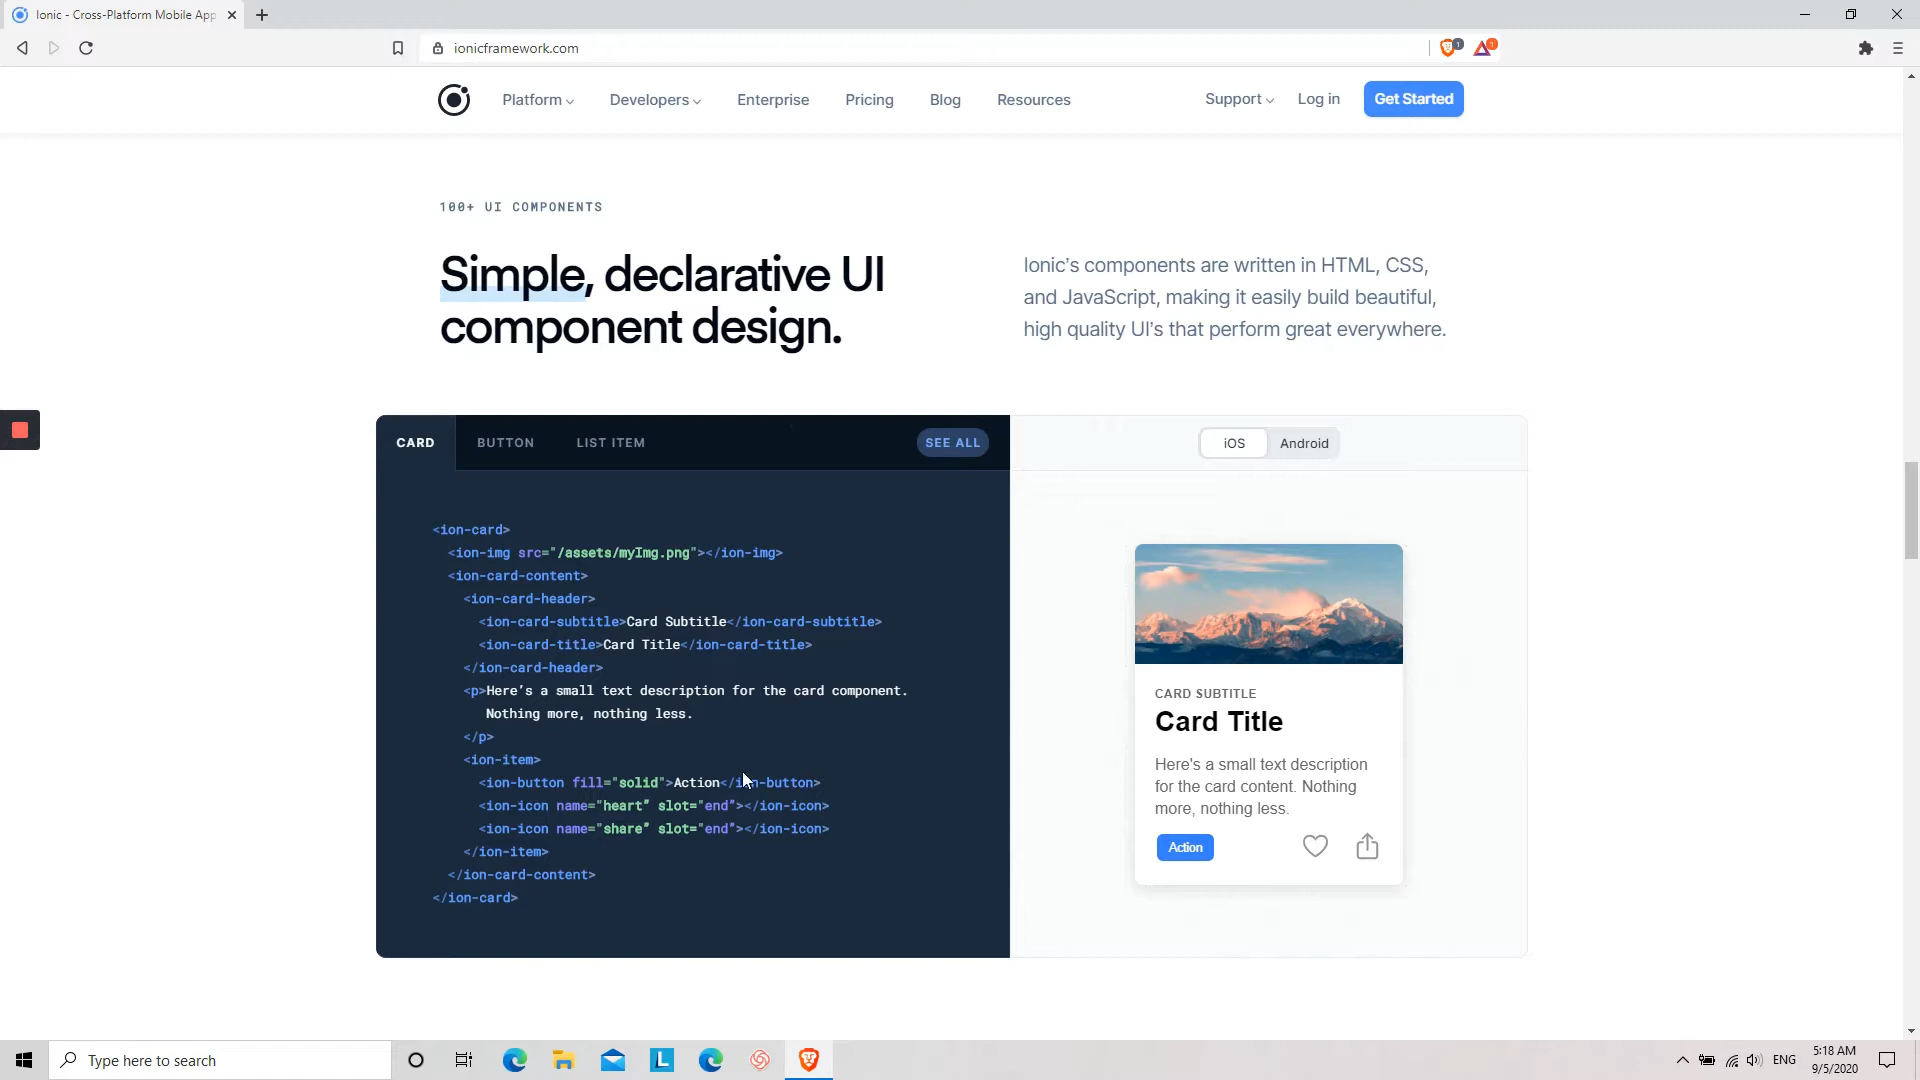 Ionic - Cross-Platform Mobile App
ionicframework.com
1
1
Platform
Developers
Enterprise
Pricing
Blog
Resources
Support
Log in
Get Started
100+ UI COMPONENTS
Simple, declarative UI
component design.
Ionic’s components are written in HTML, CSS,
and JavaScript, making it easily build beautiful,
high quality UI’s that perform great everywhere.
CARD
BUTTON
LIST ITEM
SEE ALL
iOS
Android
<ion-card>
<ion-img src="/assets/myImg.png"></ion-img>
<ion-card-content>
<ion-card-header>
<ion-card-subtitle>Card Subtitle</ion-card-subtitle>
<ion-card-title>Card Title</ion-card-title>
</ion-card-header>
<p>Here’s a small text description for the card component.
Nothing more, nothing less.
</p>
<ion-item>
<ion-button fill="solid">Action</ion-button>
<ion-icon name="heart” slot="end”></ion-icon>
<ion-icon name="share” slot="end”></ion-icon>
</ion-item>
</ion-card-content>
</ion-card>
CARD SUBTITLE
Card Title
Here's a small text description
for the card content. Nothing
more, nothing less.
Action
Type here to search
L
ENG
5:18 AM
9/5/2020